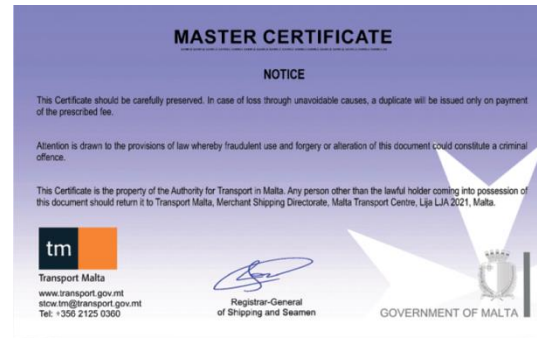 MASTER CERTIFICATE
NOTICE
This Certificate should be carefully preserved. In case of loss through unavoidable causes, a duplicate will be issued only on payment
of the prescribed fee.
Attention is drawn to the provisions of law whereby fraudulent use and forgery or alteration of this document could constitute a criminal
offence.
This Certificate is the property of the Authority for Transport in Malta. Any person other than the lawful holder coming into possession of
this document should return it to Transport Malta, Merchant Shipping Directorate, Malta Transport Centre, Lija LJA 2021, Malta.
tm
Transport Malta
www.transport.gov.mt
stcw.tm@transport.gov.mt
Tel: +356 2125 0360
Registrar-General
of Shipping and Seamen
GOVERNMENT OF MALTA